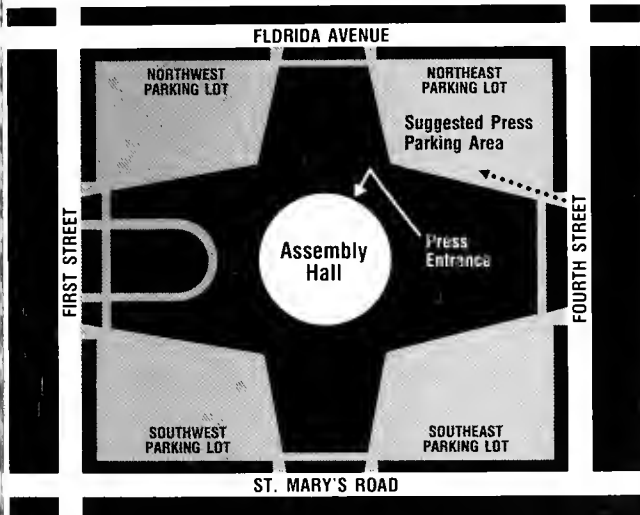 FLORIDA AVENUE
NORTHWEST
PARKING LOT
NORTHEAST
PARKING LOT
Suggested Press
Parking Area
FIRST STREET
Assembly
Hall
Press
Entrance
FOURTH STREET
SOUTHWEST
PARKING LOT
SOUTHEAST
PARKING LOT
ST. MARY'S ROAD